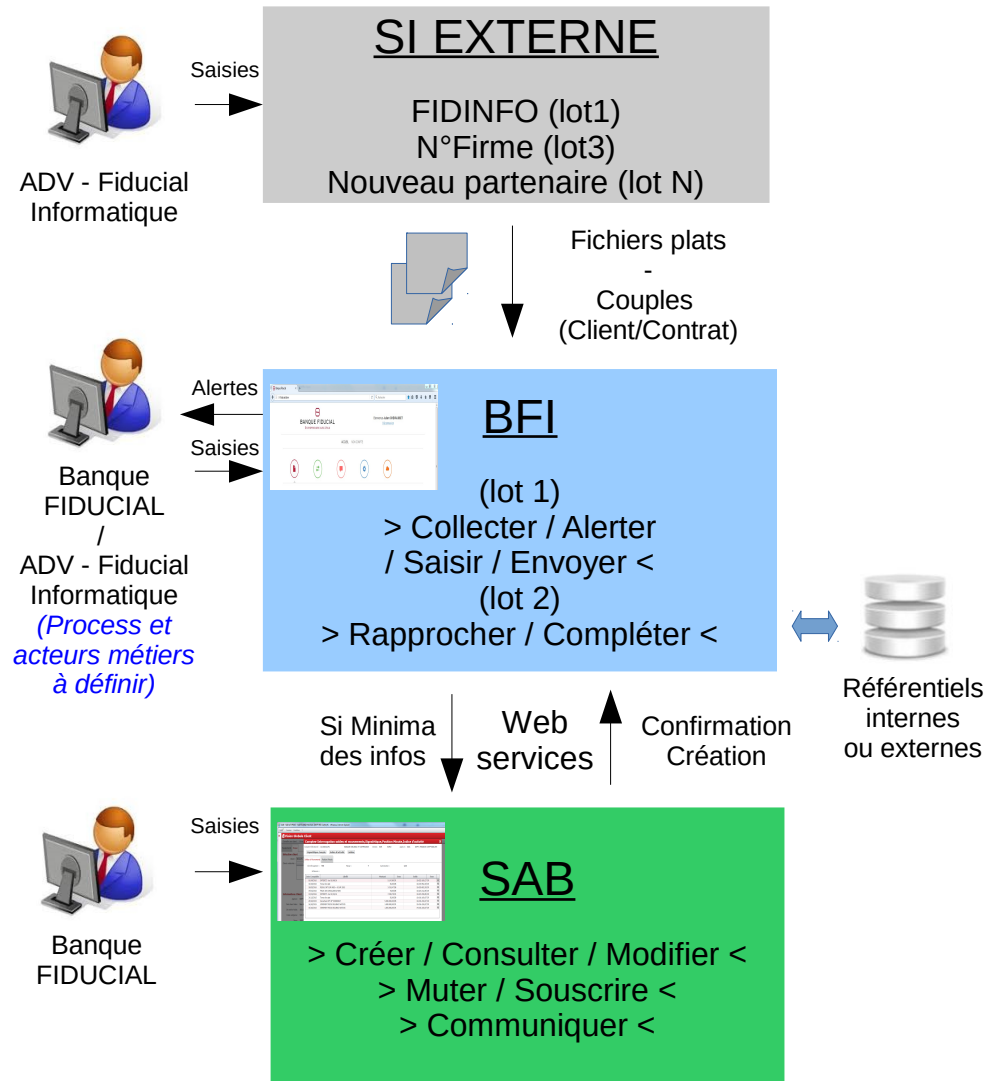 SI EXTERNE
Saisies
FIDINFO (lot1)
N°Firme (lot3)
Nouveau partenaire (lot N)
ADV - Fiducial
Informatique
Fichiers plats
-
Couples
(Client/Contrat)
Alertes
Saisies
BANQUE FIDUCIAL
BFI
(lot 1)
> Collecter / Alerter
/ Saisir / Envoyer <
(lot 2)
> Rapprocher / Compléter <
Banque
FIDUCIAL
/
ADV - Fiducial
Informatique
(Process et
acteurs métiers
à définir)
Référentiels
internes
ou externes
Si Minima
des infos
Web
services
Confirmation
Création
Saisies
SAB
> Créer / Consulter / Modifier <
> Muter / Souscrire <
> Communiquer <
Banque
FIDUCIAL